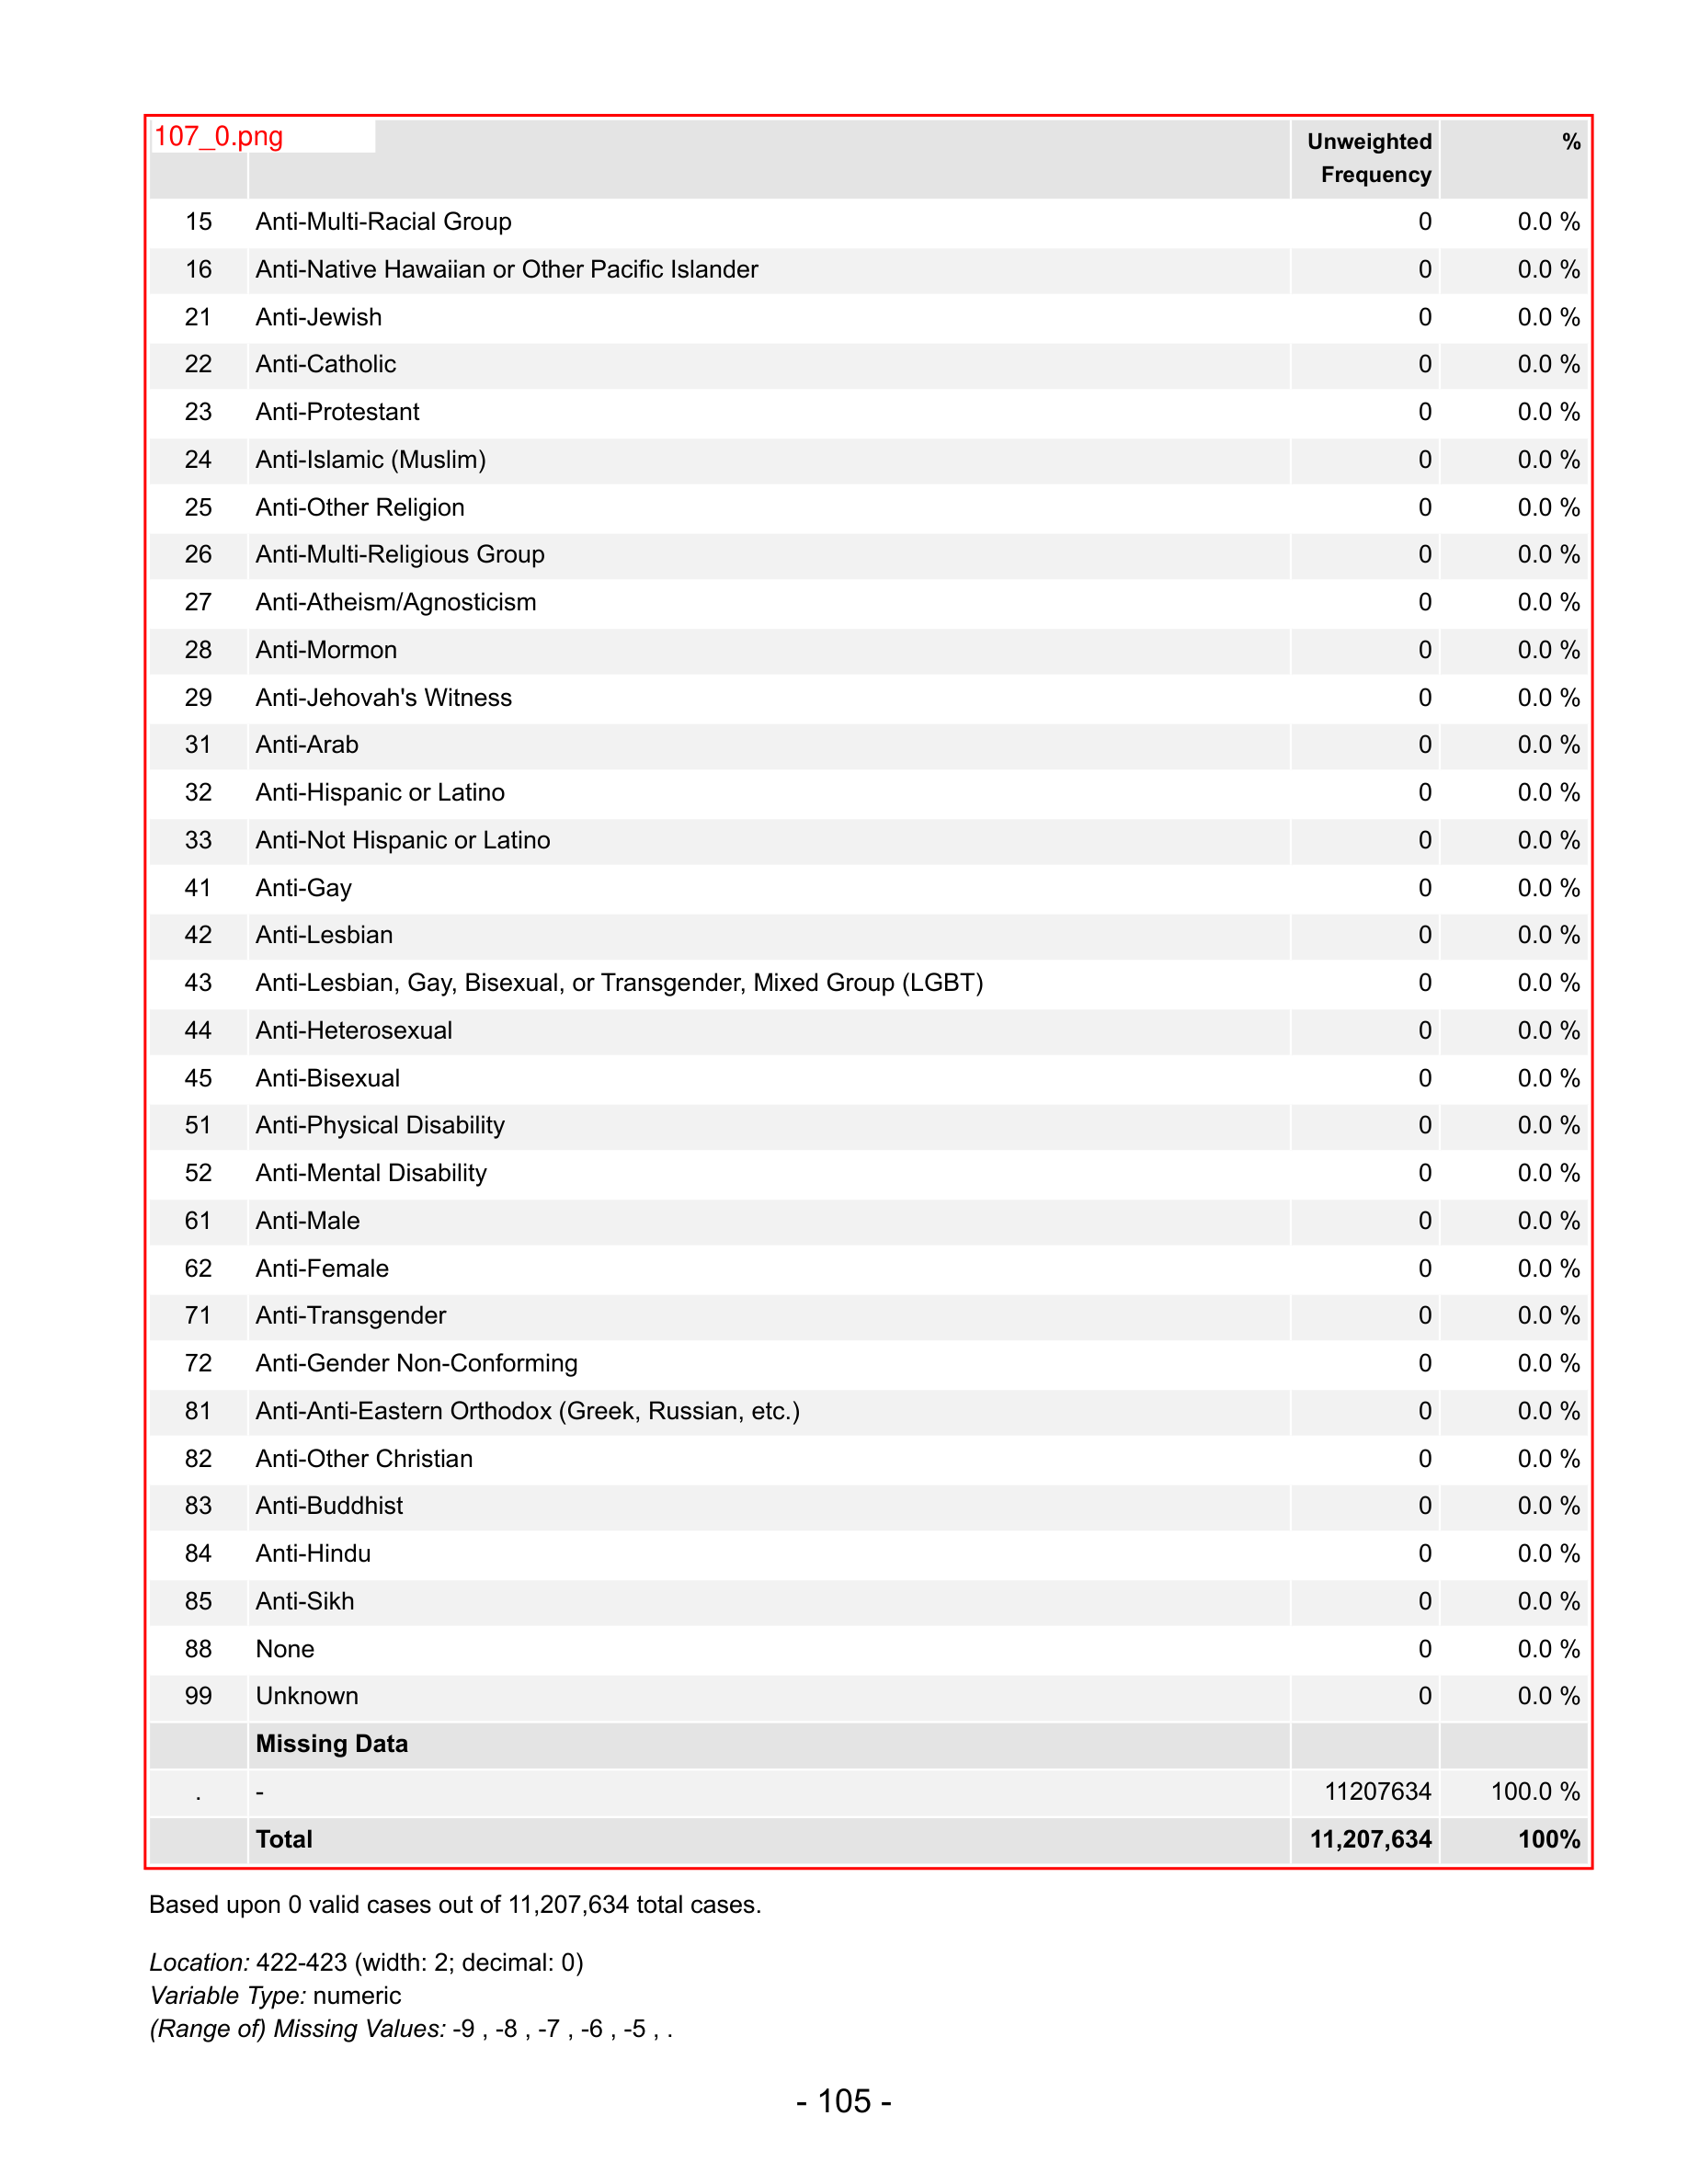 107_0.png
Unweighted %
Frequency
15 Anti-Multi-Racial Group 0 0.0 %
16 Anti-Native Hawaiian or Other Pacific Islander 0 0.0 %
21 Anti-Jewish 0 0.0 %
22 Anti-Catholic 0 0.0 %
23 Anti-Protestant 0 0.0 %
24 Anti-Islamic (Muslim) 0 0.0 %
25 Anti-Other Religion 0 0.0 %
26 Anti-Multi-Religious Group 0 0.0 %
27 Anti-Atheism/Agnosticism 0 0.0 %
28 Anti-Mormon 0 0.0 %
29 Anti-Jehovah's Witness 0 0.0 %
31 Anti-Arab 0 0.0 %
32 Anti-Hispanic or Latino 0 0.0 %
33 Anti-Not Hispanic or Latino 0 0.0 %
41 Anti-Gay 0 0.0 %
42 Anti-Lesbian 0 0.0 %
43 Anti-Lesbian, Gay, Bisexual, or Transgender, Mixed Group (LGBT) 0 0.0 %
44 Anti-Heterosexual 0 0.0 %
45 Anti-Bisexual 0 0.0 %
51 Anti-Physical Disability 0 0.0 %
52 Anti-Mental Disability 0 0.0 %
61 Anti-Male 0 0.0 %
62 Anti-Female 0 0.0 %
71 Anti-Transgender 0 0.0 %
72 Anti-Gender Non-Conforming 0 0.0 %
81 Anti-Anti-Eastern Orthodox (Greek, Russian, etc.) 0 0.0 %
82 Anti-Other Christian 0 0.0 %
83 Anti-Buddhist 0 0.0 %
84 Anti-Hindu 0 0.0 %
85 Anti-Sikh 0 0.0 %
88 None 0 0.0 %
99 Unknown 0 0.0 %
Missing Data
. - 11207634 100.0 %
Total 11,207,634 100%
Based upon 0 valid cases out of 11,207,634 total cases.
Location: 422-423 (width: 2; decimal: 0)
Variable Type: numeric
(Range of) Missing Values: -9 , -8 , -7 , -6 , -5 , .
- 105 -